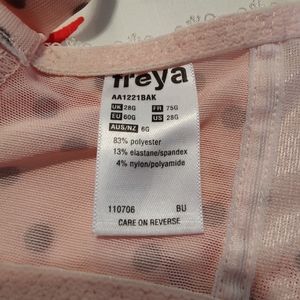 freya
AA1221BAK
UK 28G FR 75G
EU 60G US 28G
AUS/NZ 6G
83% polyester
13% elastane/spandex
4% nylon/polyamide
110706 BU
CARE ON REVERSE